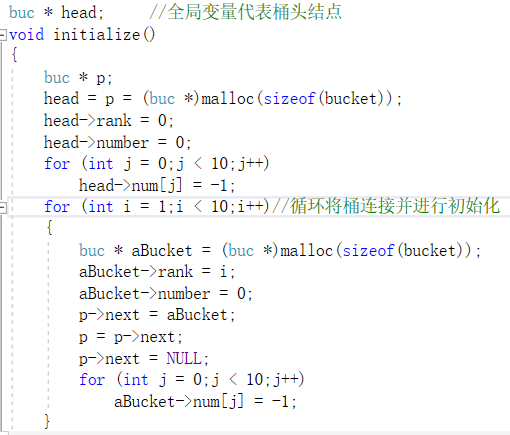 buc * head;    //全局变量代表桶头结点
void initialize()
{
    buc * p;
    head = p = (buc *)malloc(sizeof(bucket));
    head->rank = 0;
    head->number = 0;
    for (int j = 0;j < 10;j++)
        head->num[j] = -1;
    for (int i = 1;i < 10;i++)//循环将桶连接并进行初始化
    {
        buc * aBucket = (buc *)malloc(sizeof(bucket));
        aBucket->rank = i;
        aBucket->number = 0;
        p->next = aBucket;
        p = p->next;
        p->next = NULL;
        for (int j = 0;j < 10;j++)
            aBucket->num[j] = -1;
    }